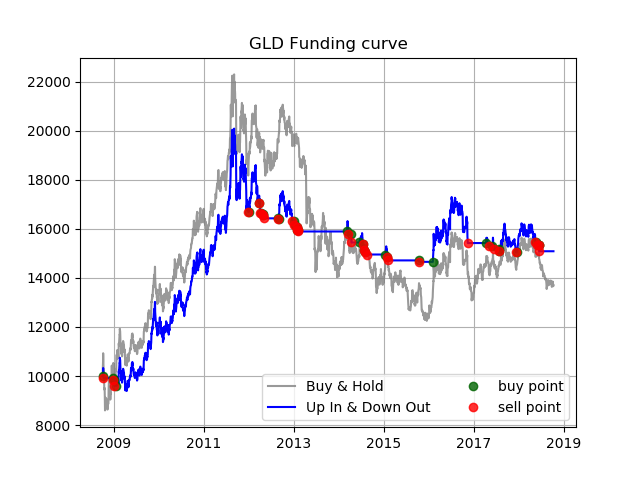 GLD Funding curve
22000
20000
18000
16000
14000
12000
10000
8000
2009 2011 2013 2015 2017 2019
Buy & Hold buy point
Up In & Down Out sell point